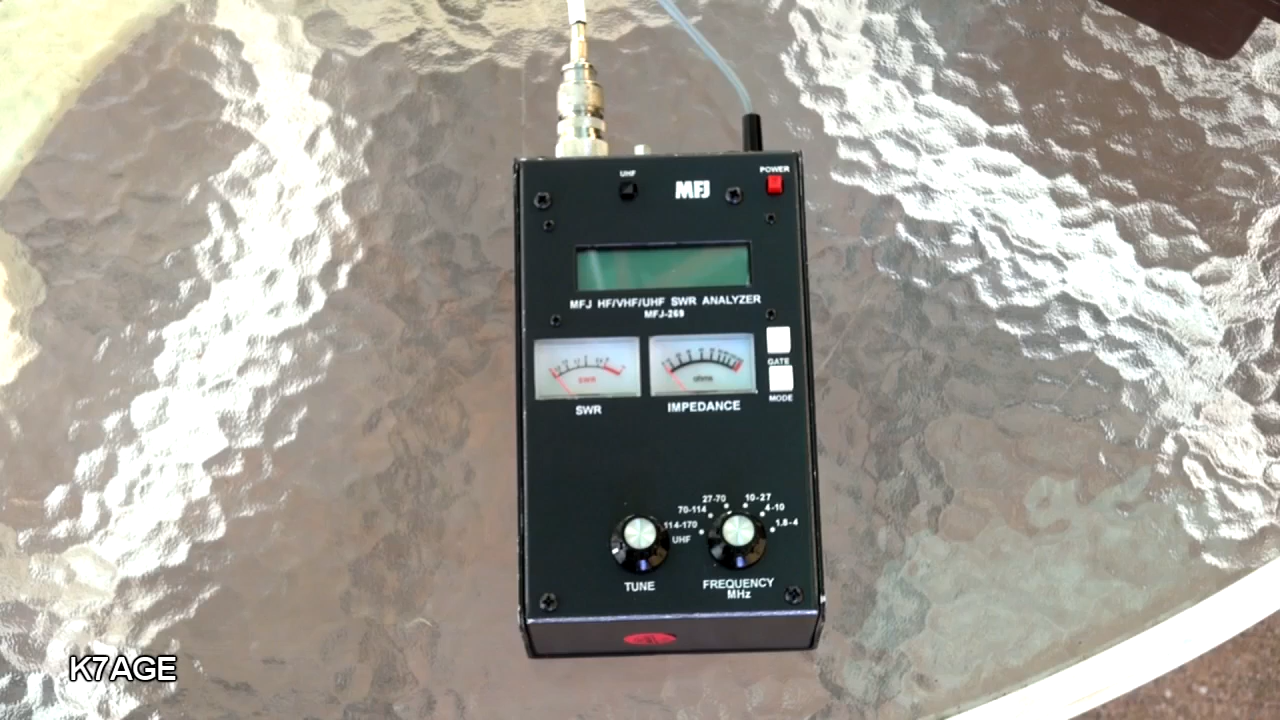 UHF
MFJ
POWER
MFJ HF/VHF/UHF SWR ANALYZER
MFJ-269
GATE
MODE
SWR
ohms
SWR
IMPEDANCE
27-70
10-27
70-114
4-10
114-170
1.8-4
UHF
TUNE
FREQUENCY
MHz
K7AGE